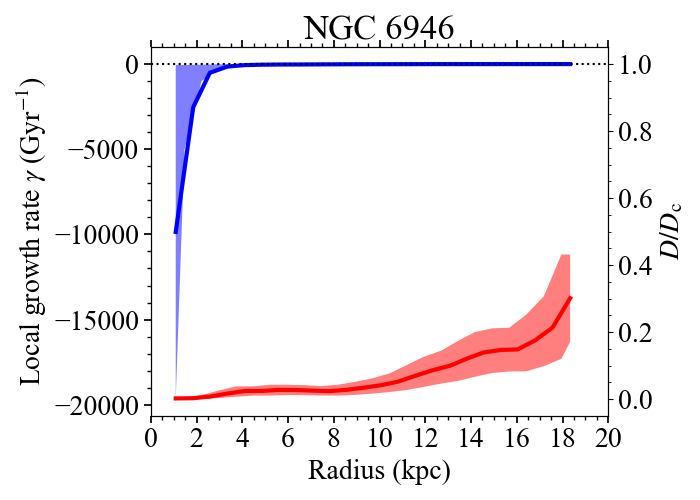 NGC 6946
Local growth rate γ (Gyr⁻¹)
0
−5000
−10000
−15000
−20000
1.0
0.8
0.6
0.4
0.2
0.0
D/Dc
0 2 4 6 8 10 12 14 16 18 20
Radius (kpc)